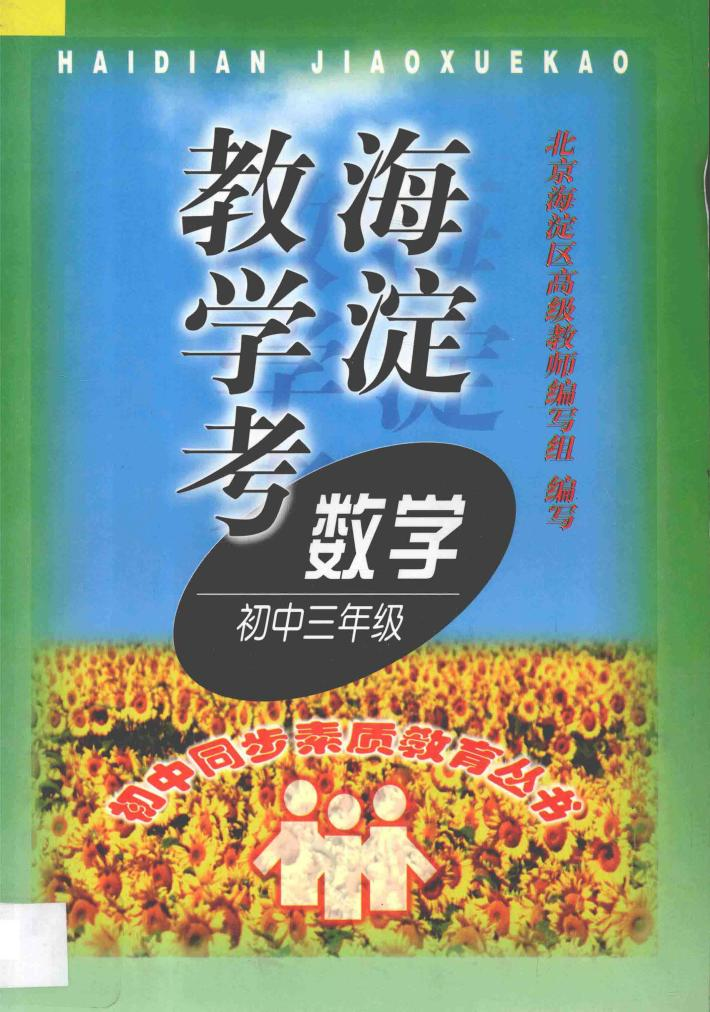 HAIDIAN JIAOXUEKAO
海淀
教学考
北京海淀区高级教师编写组 编写
数学
初中三年级
初中同步素质教育丛书